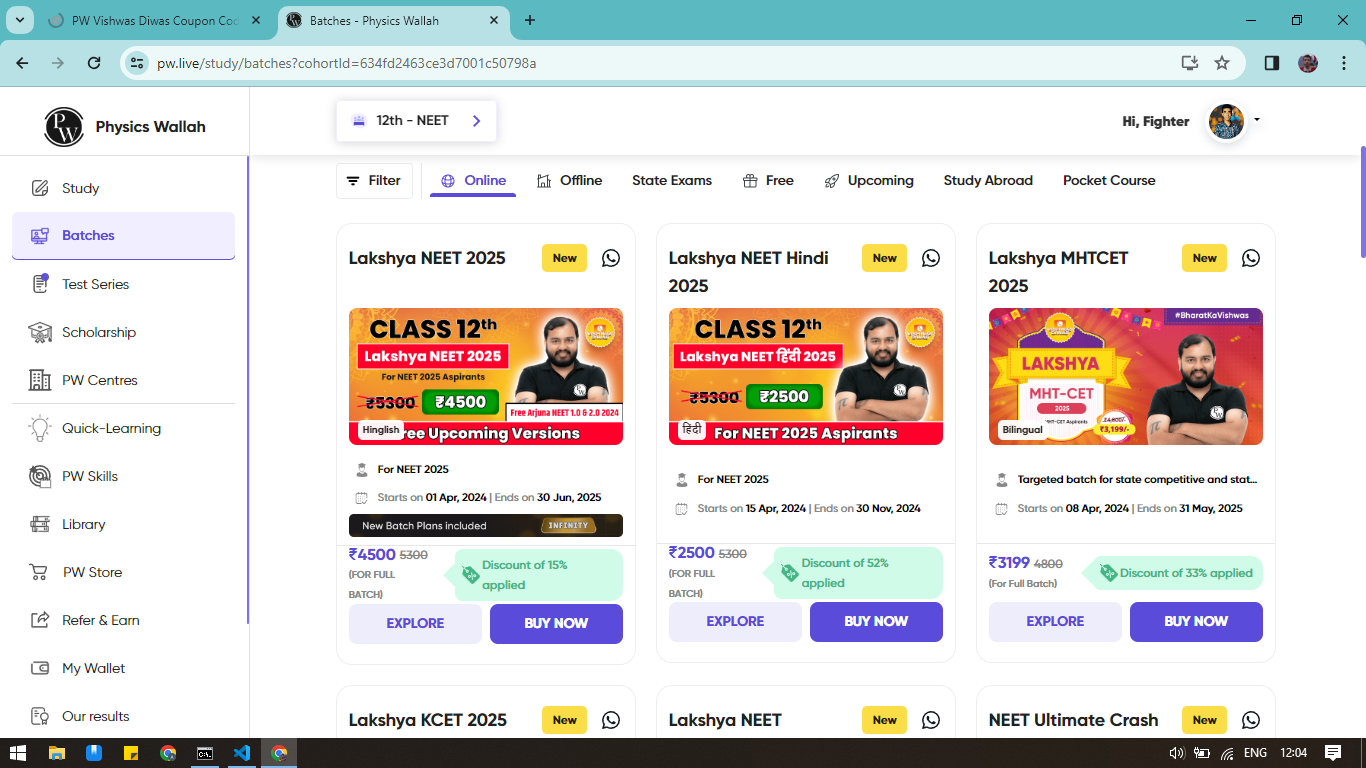 PW Vishwas Diwas Coupon Cod
Batches - Physics Wallah
pw.live/study/batches?cohortId=634fd2463ce3d7001c50798a
PW
Physics Wallah
12th - NEET
Hi, Fighter
Study
Batches
Test Series
Scholarship
PW Centres
Quick-Learning
PW Skills
Library
PW Store
Refer & Earn
My Wallet
Our results
Filter
Online
Offline
State Exams
Free
Upcoming
Study Abroad
Pocket Course
Lakshya NEET 2025
New
CLASS 12th
Lakshya NEET 2025
For NEET 2025 Aspirants
₹5300
₹4500
Free Arjuna NEET 1.0 & 2.0 2024
Hinglish
ree Upcoming Versions
For NEET 2025
Starts on 01 Apr, 2024 | Ends on 30 Jun, 2025
New Batch Plans included
INFINITY
₹4500 5300
(FOR FULL
BATCH)
Discount of 15%
applied
EXPLORE
BUY NOW
Lakshya NEET Hindi
2025
New
CLASS 12th
Lakshya NEET हिंदी 2025
₹5300
₹2500
हिंदी
For NEET 2025 Aspirants
For NEET 2025
Starts on 15 Apr, 2024 | Ends on 30 Nov, 2024
₹2500 5300
(FOR FULL
BATCH)
Discount of 52%
applied
EXPLORE
BUY NOW
Lakshya MHTCET
2025
New
#BharatKaVishwas
LAKSHYA
MHT-CET
2025
MHT-CET Aspirants
₹4,800/-
₹3,199/-
Bilingual
Targeted batch for state competitive and stat...
Starts on 08 Apr, 2024 | Ends on 31 May, 2025
₹3199 4800
(For Full Batch)
Discount of 33% applied
EXPLORE
BUY NOW
Lakshya KCET 2025
New
Lakshya NEET
New
NEET Ultimate Crash
New
ENG
12:04